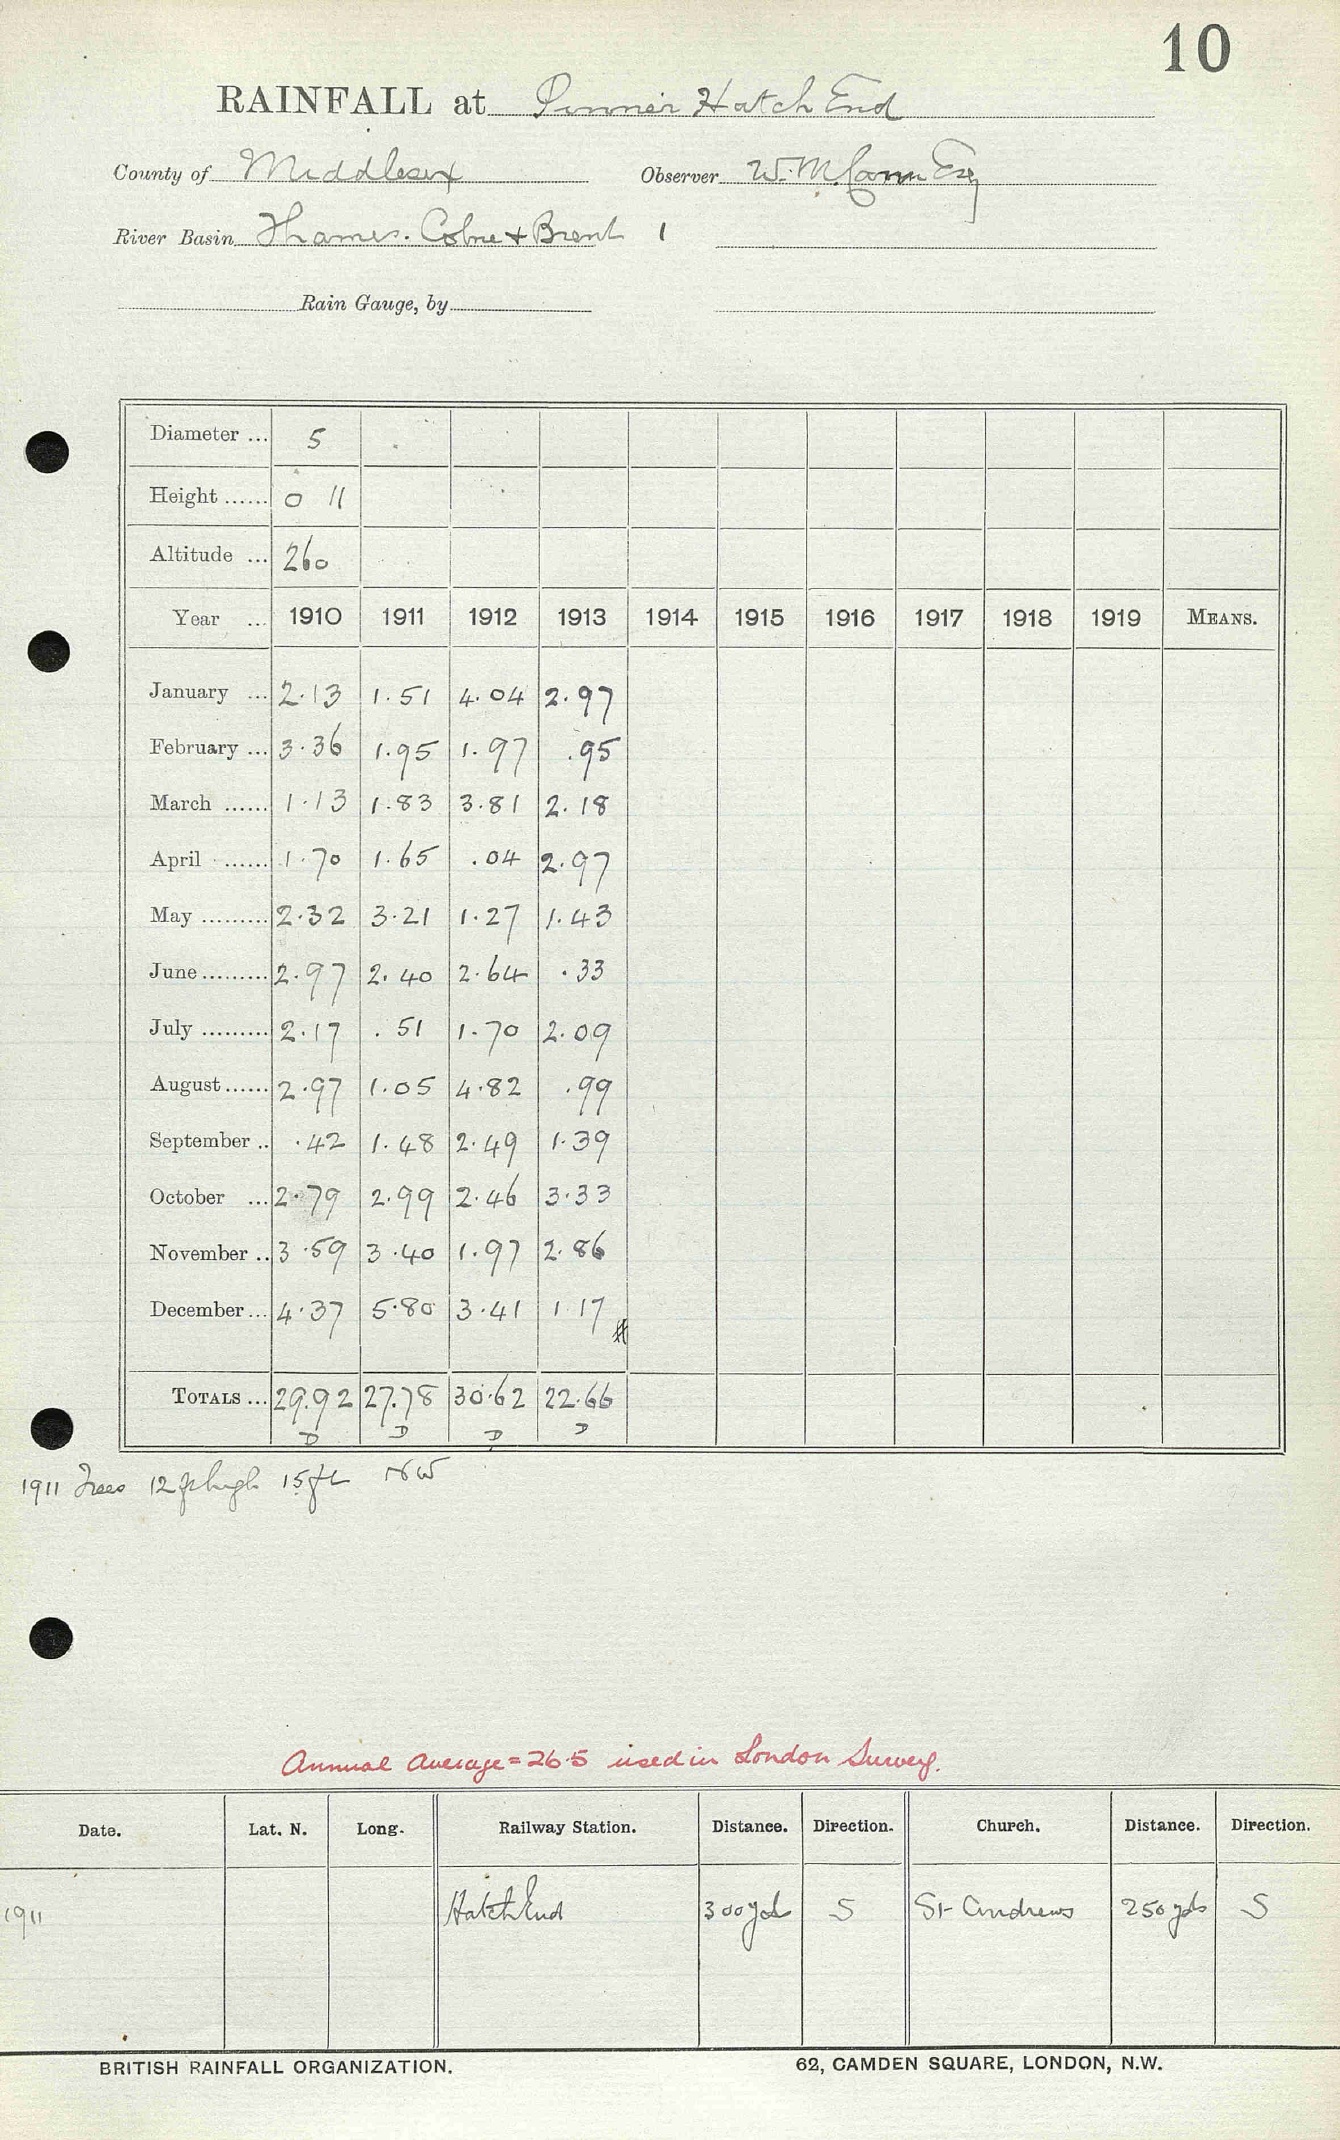 10
RAINFALL at Pinner Hatch End
County of Middlesex Observer W. M. Cann Esq
River Basin Thames. Colne + Brent 1
Rain Gauge, by
Diameter ... 5
Height ...... 0 11
Altitude ... 260
Year ... 1910 1911 1912 1913 1914 1915 1916 1917 1918 1919 MEANS.
January ... 2.13 1.51 4.04 2.97
February ... 3.36 1.95 1.97 .95
March ...... 1.13 1.83 3.81 2.18
April ...... 1.70 1.65 .04 2.97
May ......... 2.32 3.21 1.27 1.43
June ......... 2.97 2.40 2.64 .33
July ......... 2.17 .51 1.70 2.09
August ...... 2.97 1.05 4.82 .99
September .. .42 1.48 2.49 1.39
October ... 2.79 2.99 2.46 3.33
November .. 3.59 3.40 1.97 2.86
December ... 4.37 5.80 3.41 1.17 #
TOTALS ... 29.92 27.78 30.62 22.66
D D D D
1911 Trees 12ft high 15ft NW
Annual Average = 26.5 used in London Survey.
Date. Lat. N. Long. Railway Station. Distance. Direction. Church. Distance. Direction.
1911 Hatch End 300 yds S St Andrews 250 yds S
BRITISH RAINFALL ORGANIZATION. 62, CAMDEN SQUARE, LONDON, N.W.